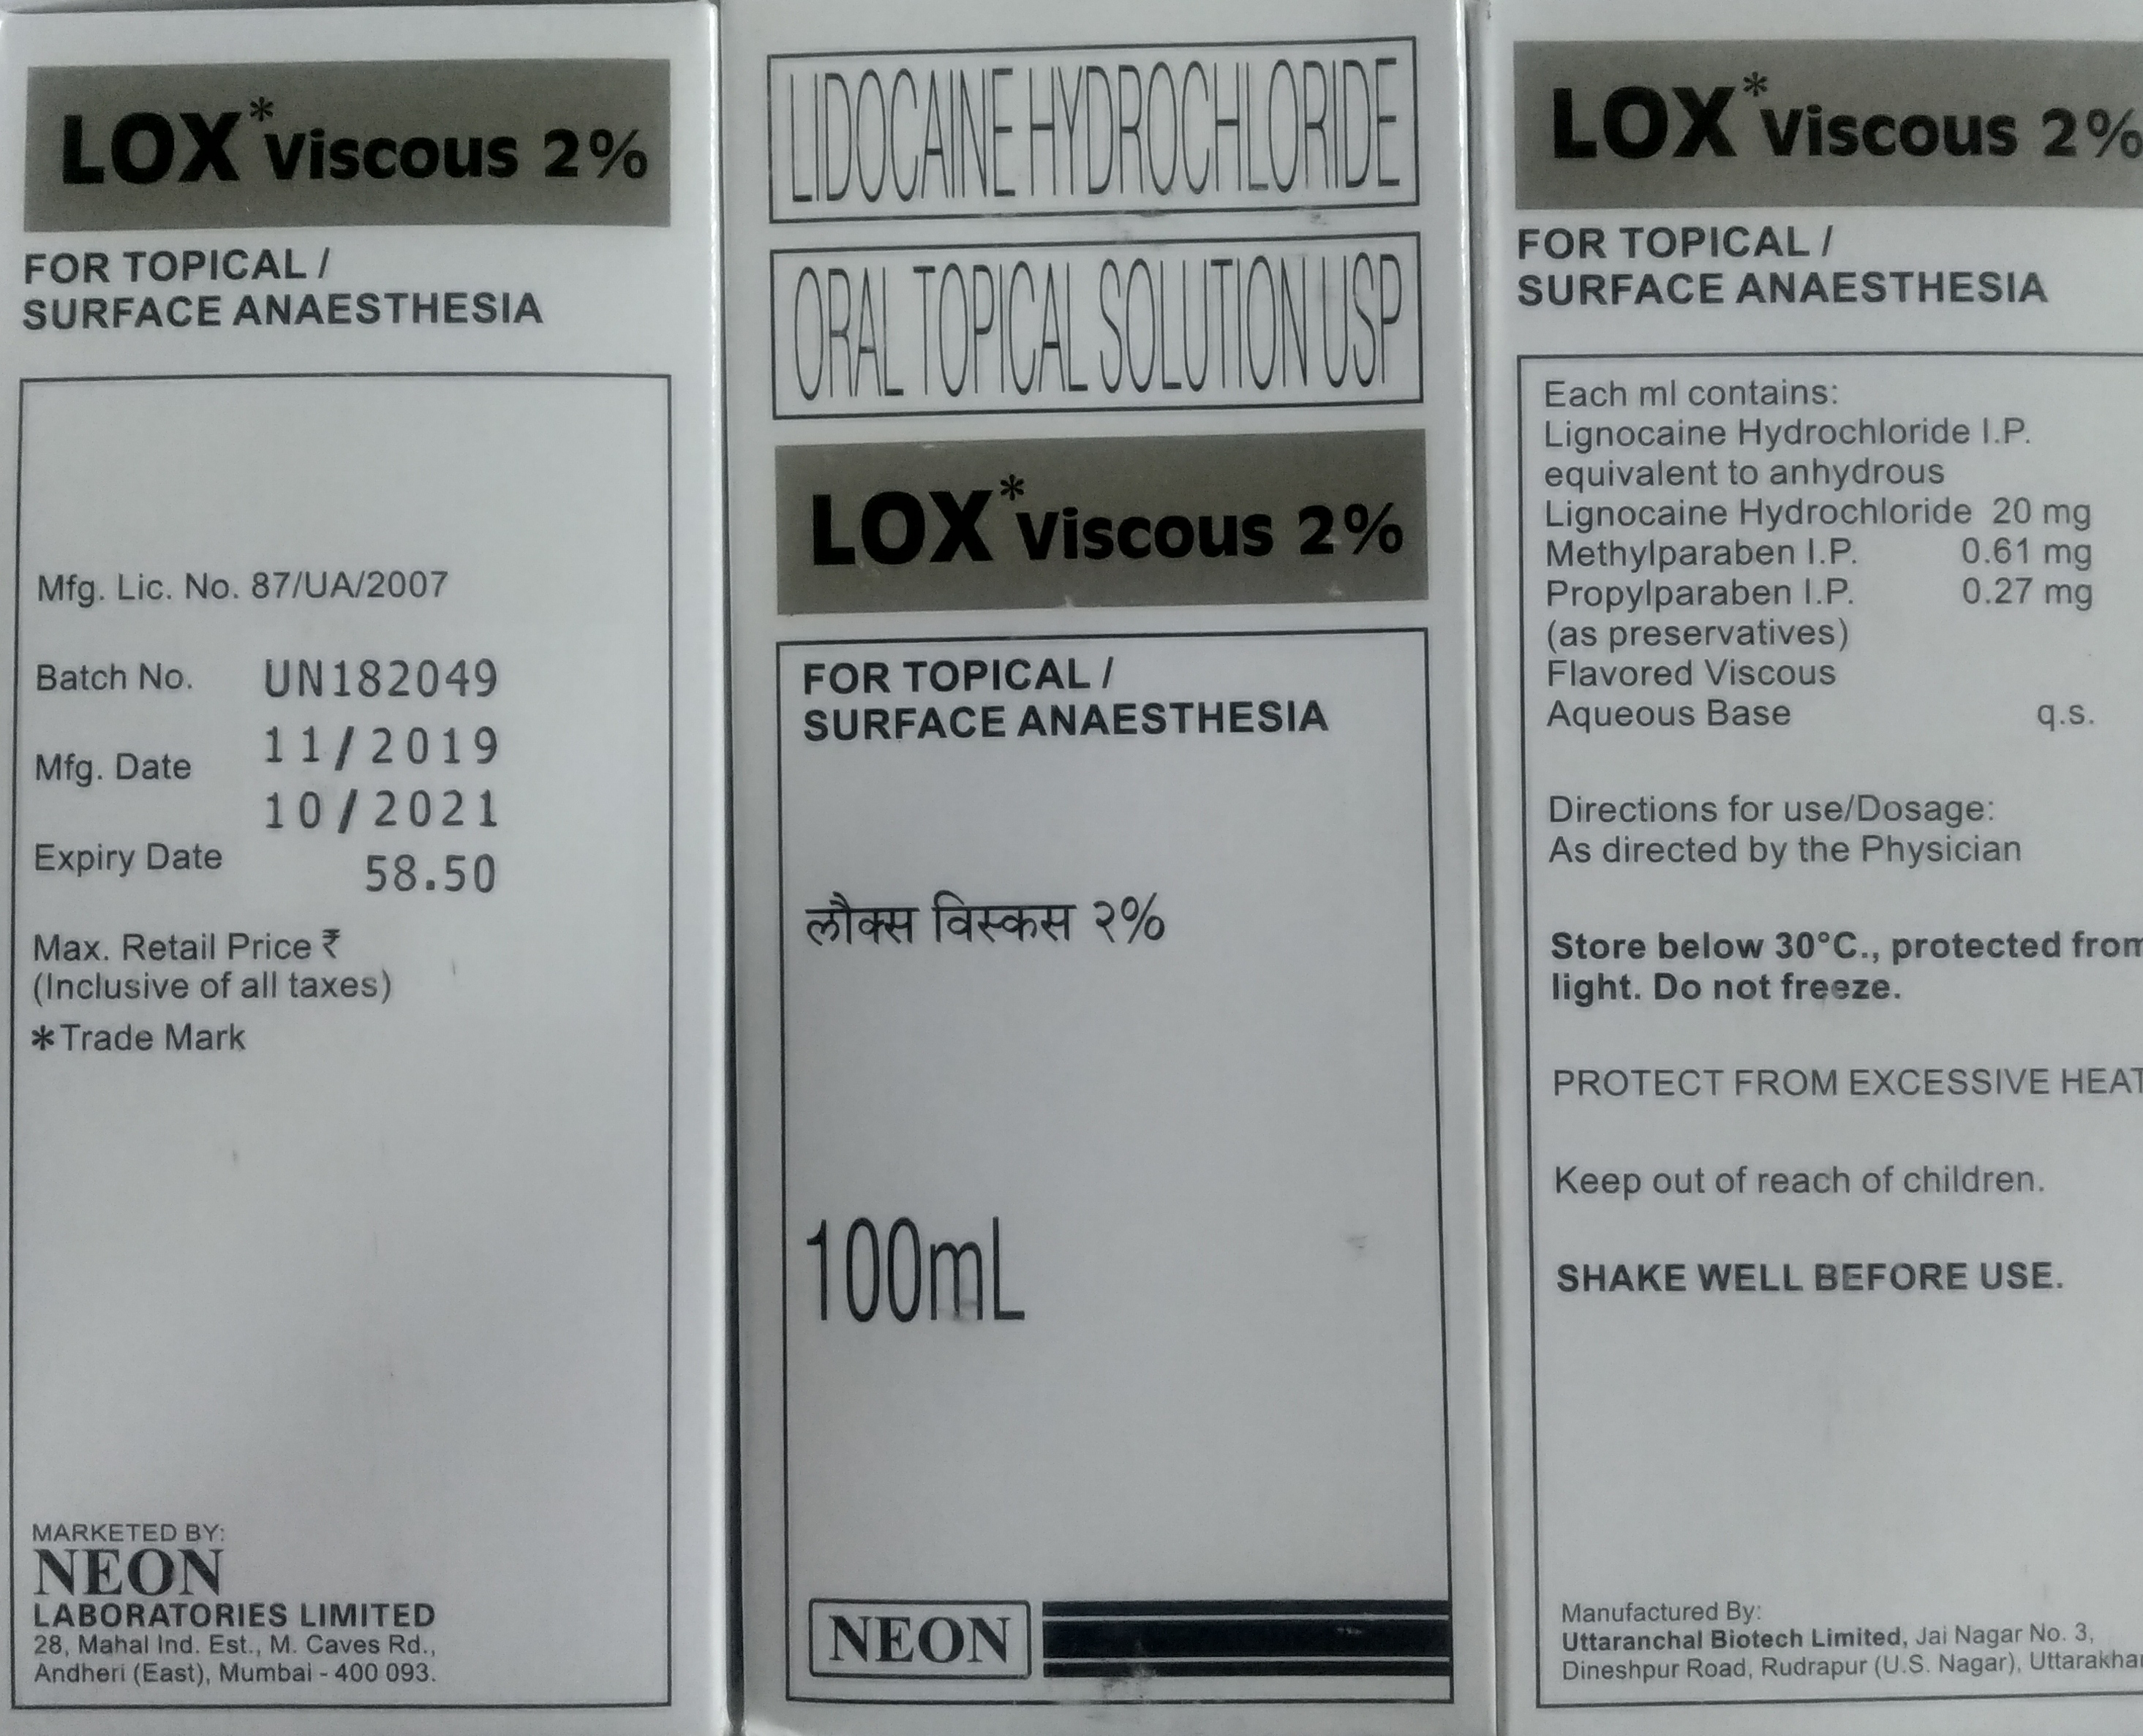 LOX* Viscous 2%
FOR TOPICAL /
SURFACE ANAESTHESIA
Mfg. Lic. No. 87/UA/2007
Batch No. UN182049
Mfg. Date 11/2019
10/2021
Expiry Date 58.50
Max. Retail Price ₹
(Inclusive of all taxes)
*Trade Mark
MARKETED BY:
NEON
LABORATORIES LIMITED
28, Mahal Ind. Est., M. Caves Rd.,
Andheri (East), Mumbai - 400 093.
LIDOCAINE HYDROCHLORIDE
ORAL TOPICAL SOLUTION USP
LOX* Viscous 2%
FOR TOPICAL /
SURFACE ANAESTHESIA
लौक्स विस्कस २%
100mL
NEON
LOX* Viscous 2%
FOR TOPICAL /
SURFACE ANAESTHESIA
Each ml contains:
Lignocaine Hydrochloride I.P.
equivalent to anhydrous
Lignocaine Hydrochloride 20 mg
Methylparaben I.P. 0.61 mg
Propylparaben I.P. 0.27 mg
(as preservatives)
Flavored Viscous
Aqueous Base q.s.
Directions for use/Dosage:
As directed by the Physician
Store below 30°C., protected from
light. Do not freeze.
PROTECT FROM EXCESSIVE HEAT
Keep out of reach of children.
SHAKE WELL BEFORE USE.
Manufactured By:
Uttaranchal Biotech Limited, Jai Nagar No. 3,
Dineshpur Road, Rudrapur (U.S. Nagar),